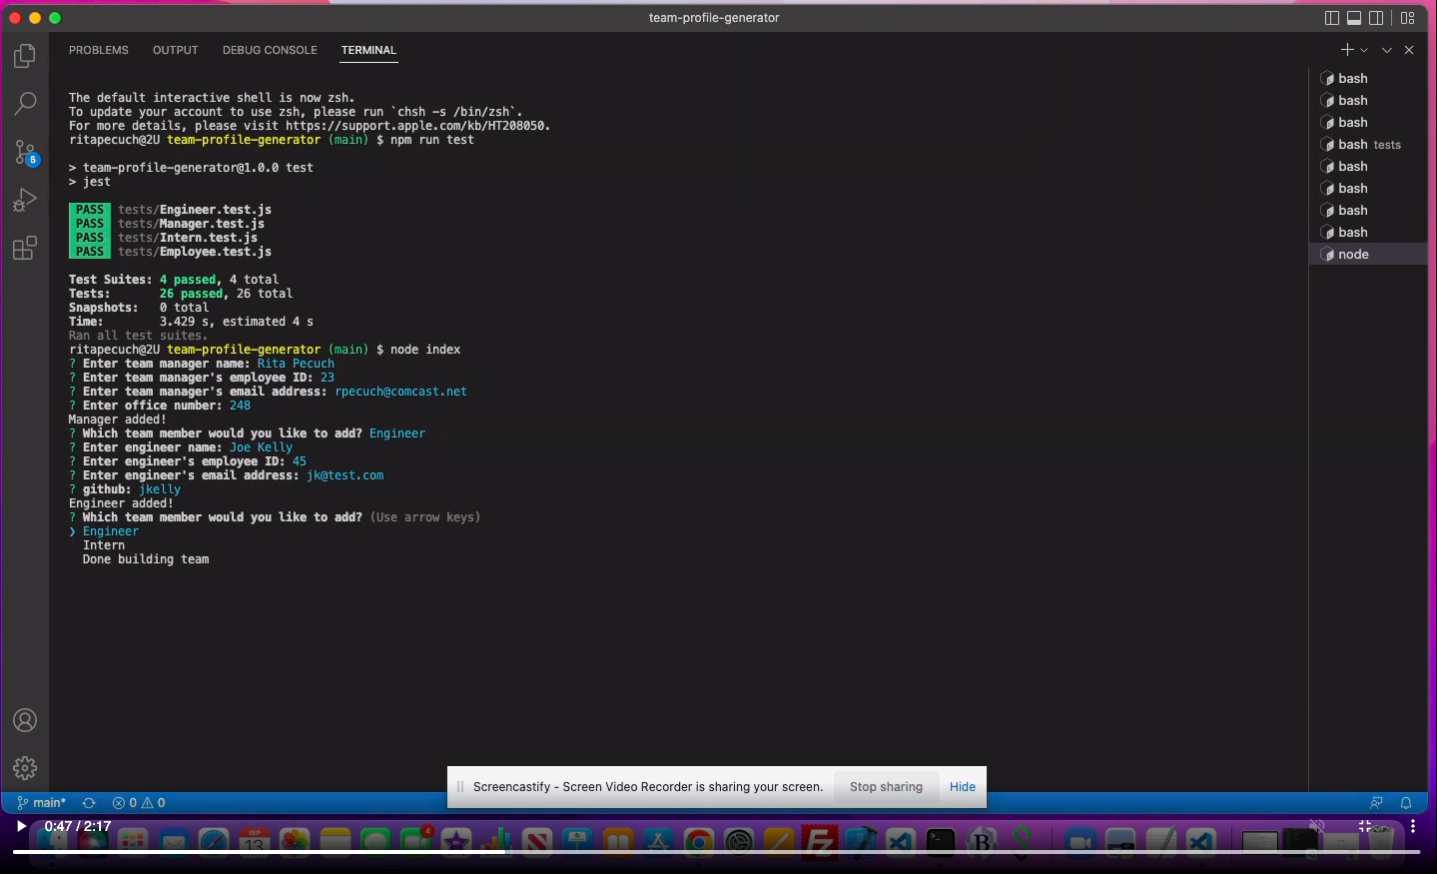 team-profile-generator
PROBLEMS OUTPUT DEBUG CONSOLE TERMINAL
The default interactive shell is now zsh.
To update your account to use zsh, please run `chsh -s /bin/zsh`.
For more details, please visit https://support.apple.com/kb/HT208050.
ritapecuch@2U team-profile-generator (main) $ npm run test
> team-profile-generator@1.0.0 test
> jest
PASS tests/Engineer.test.js
PASS tests/Manager.test.js
PASS tests/Intern.test.js
PASS tests/Employee.test.js
Test Suites: 4 passed, 4 total
Tests: 26 passed, 26 total
Snapshots: 0 total
Time: 3.429 s, estimated 4 s
Ran all test suites.
ritapecuch@2U team-profile-generator (main) $ node index
? Enter team manager name: Rita Pecuch
? Enter team manager's employee ID: 23
? Enter team manager's email address: rpecuch@comcast.net
? Enter office number: 248
Manager added!
? Which team member would you like to add? Engineer
? Enter engineer name: Joe Kelly
? Enter engineer's employee ID: 45
? Enter engineer's email address: jk@test.com
? github: jkelly
Engineer added!
? Which team member would you like to add? (Use arrow keys)
❯ Engineer
Intern
Done building team
bash
bash
bash
bash tests
bash
bash
bash
bash
node
5
Screencastify - Screen Video Recorder is sharing your screen. Stop sharing Hide
main* 0 0
0:47 / 2:17
4
13